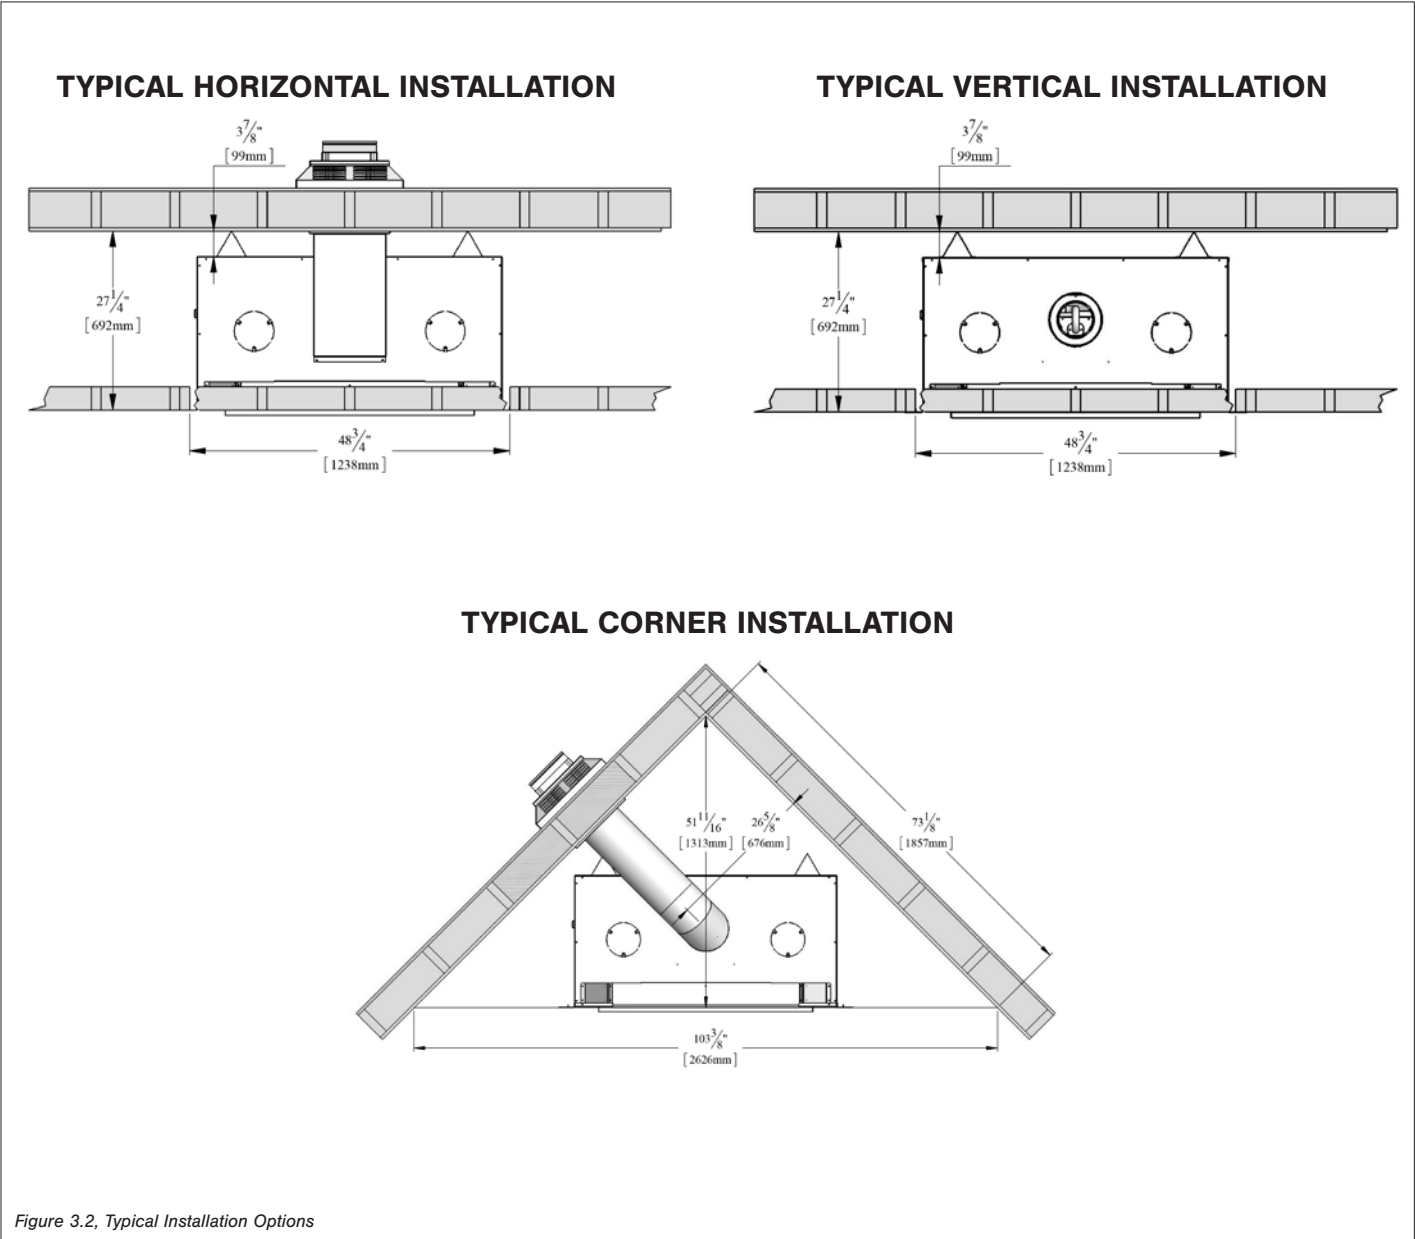 TYPICAL HORIZONTAL INSTALLATION
3 7/8"
[99mm]
27 1/4"
[692mm]
48 3/4"
[1238mm]
TYPICAL VERTICAL INSTALLATION
3 7/8"
[99mm]
27 1/4"
[692mm]
48 3/4"
[1238mm]
TYPICAL CORNER INSTALLATION
51 11/16"
[1313mm]
26 5/8"
[676mm]
73 1/8"
[1857mm]
103 3/8"
[2626mm]
Figure 3.2, Typical Installation Options